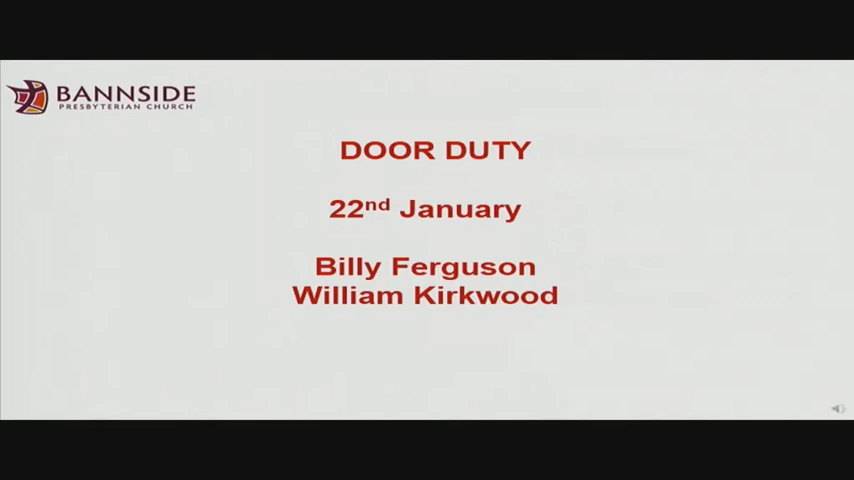 BANNSIDE
PRESBYTERIAN CHURCH
DOOR DUTY
22nd January
Billy Ferguson
William Kirkwood